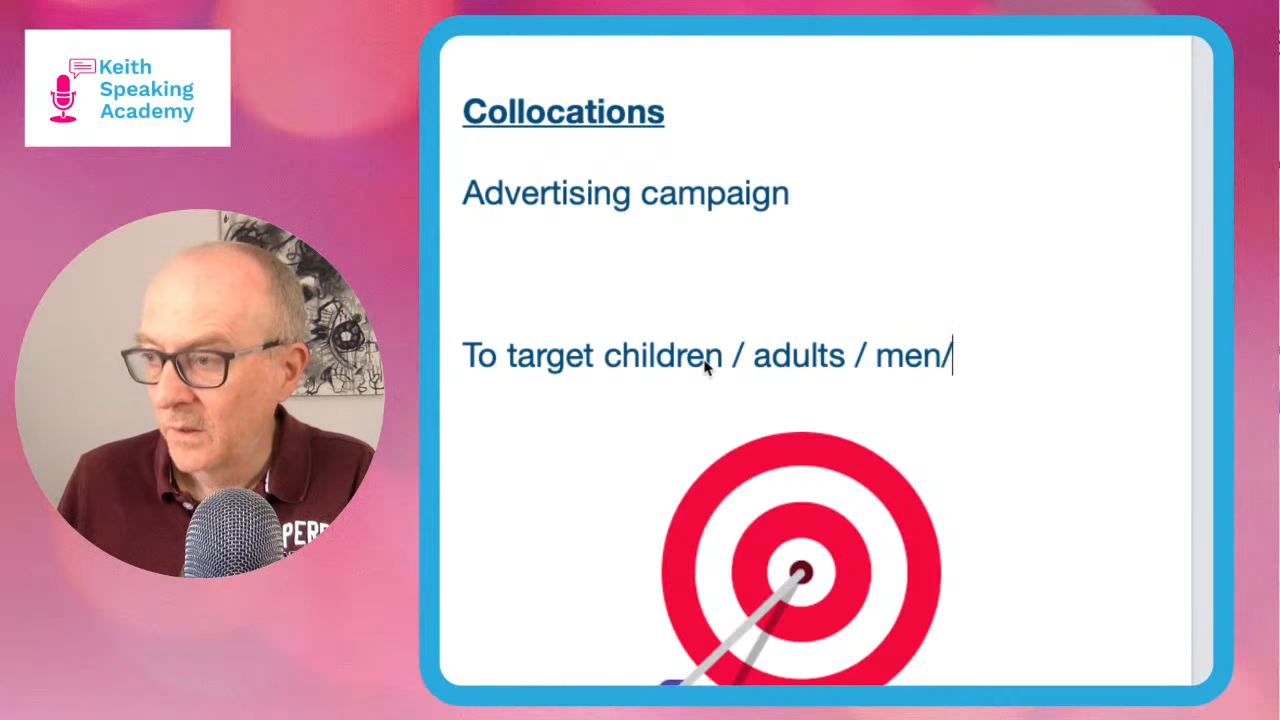 Keith
Speaking
Academy
Collocations
Advertising campaign
To target children / adults / men/